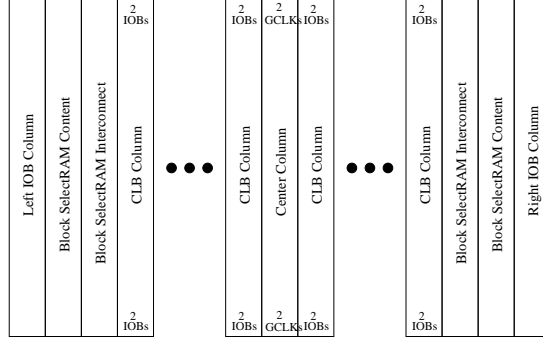 2 2 2 2 2
IOBs IOBs GCLKs IOBs IOBs
Left IOB Column
Block SelectRAM Content
Block SelectRAM Interconnect
CLB Column
CLB Column
Center Column
CLB Column
CLB Column
Block SelectRAM Interconnect
Block SelectRAM Content
Right IOB Column
2 2 2 2 2
IOBs IOBs GCLKs IOBs IOBs